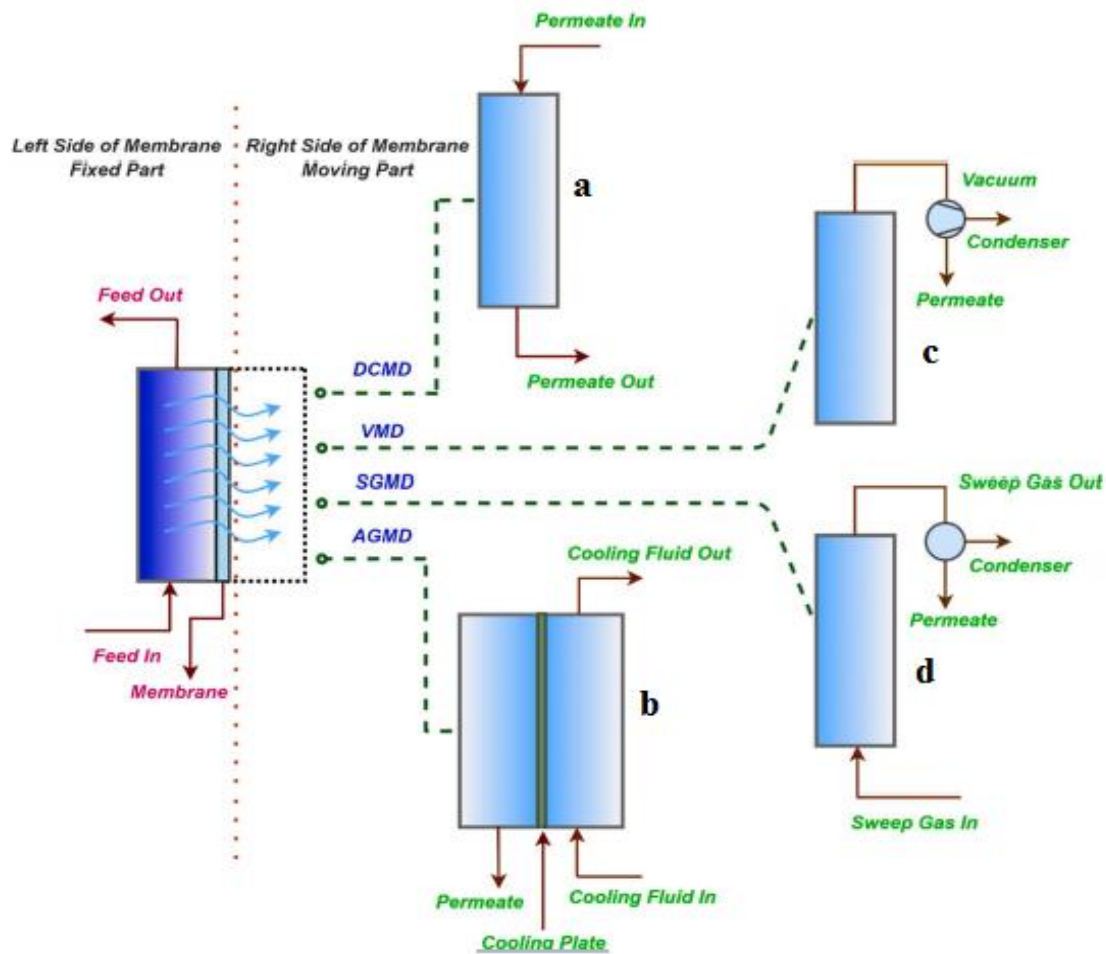 Permeate In
Left Side of Membrane
Fixed Part
Right Side of Membrane
Moving Part
a
Vacuum
Condenser
Permeate
c
Feed Out
Permeate Out
DCMD
VMD
SGMD
AGMD
Sweep Gas Out
Condenser
Permeate
d
Cooling Fluid Out
Feed In
Membrane
b
Sweep Gas In
Permeate
Cooling Fluid In
Cooling Plate